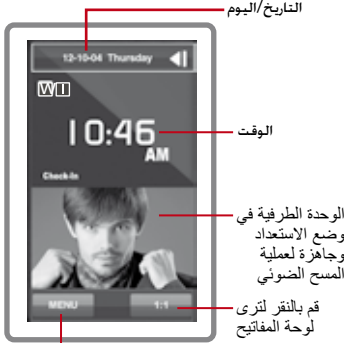 التاريخ/اليوم
12-10-04 Thursday
WI
10:46
الوقت
AM
Check-In
الوحدة الطرفية في
وضع الاستعداد
وجاهزة لعملية
المسح الضوئي
MENU
1:1
قم بالنقر لترى
لوحة المفاتيح